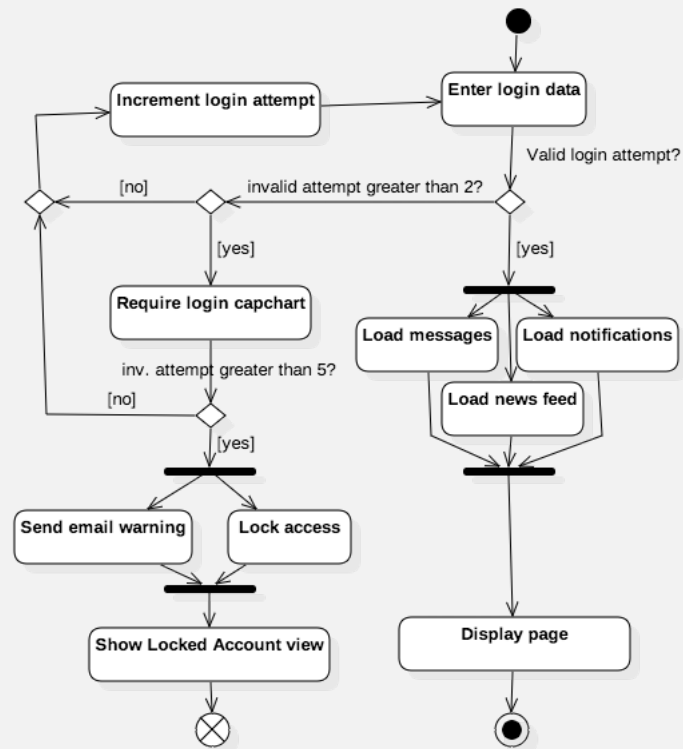 Increment login attempt
Enter login data
Valid login attempt?
[no]
invalid attempt greater than 2?
[yes]
[yes]
Require login capchart
Load messages
Load notifications
inv. attempt greater than 5?
[no]
Load news feed
[yes]
Send email warning
Lock access
Show Locked Account view
Display page